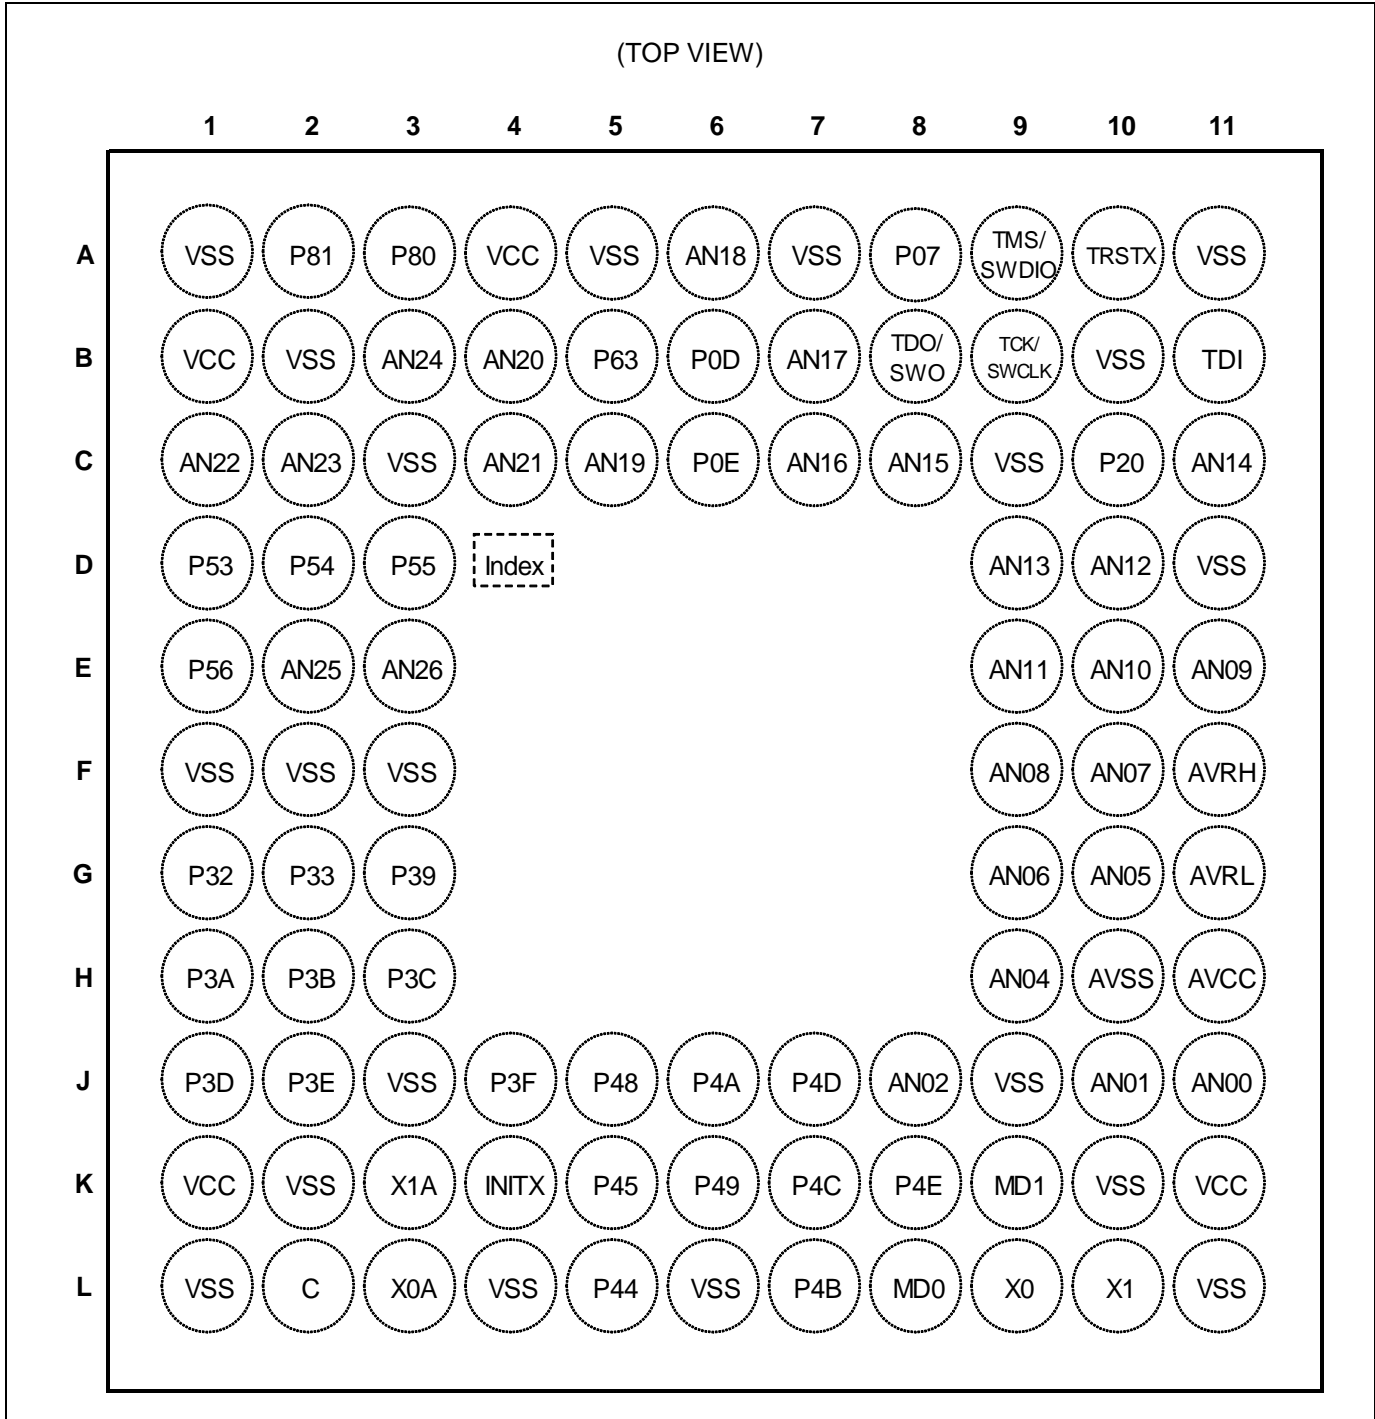 (TOP VIEW)
1 2 3 4 5 6 7 8 9 10 11
A VSS P81 P80 VCC VSS AN18 VSS P07 TMS/ SWDIO TRSTX VSS
B VCC VSS AN24 AN20 P63 P0D AN17 TDO/ SWO TCK/ SWCLK VSS TDI
C AN22 AN23 VSS AN21 AN19 P0E AN16 AN15 VSS P20 AN14
D P53 P54 P55 Index AN13 AN12 VSS
E P56 AN25 AN26 AN11 AN10 AN09
F VSS VSS VSS AN08 AN07 AVRH
G P32 P33 P39 AN06 AN05 AVRL
H P3A P3B P3C AN04 AVSS AVCC
J P3D P3E VSS P3F P48 P4A P4D AN02 VSS AN01 AN00
K VCC VSS X1A INITX P45 P49 P4C P4E MD1 VSS VCC
L VSS C X0A VSS P44 VSS P4B MD0 X0 X1 VSS